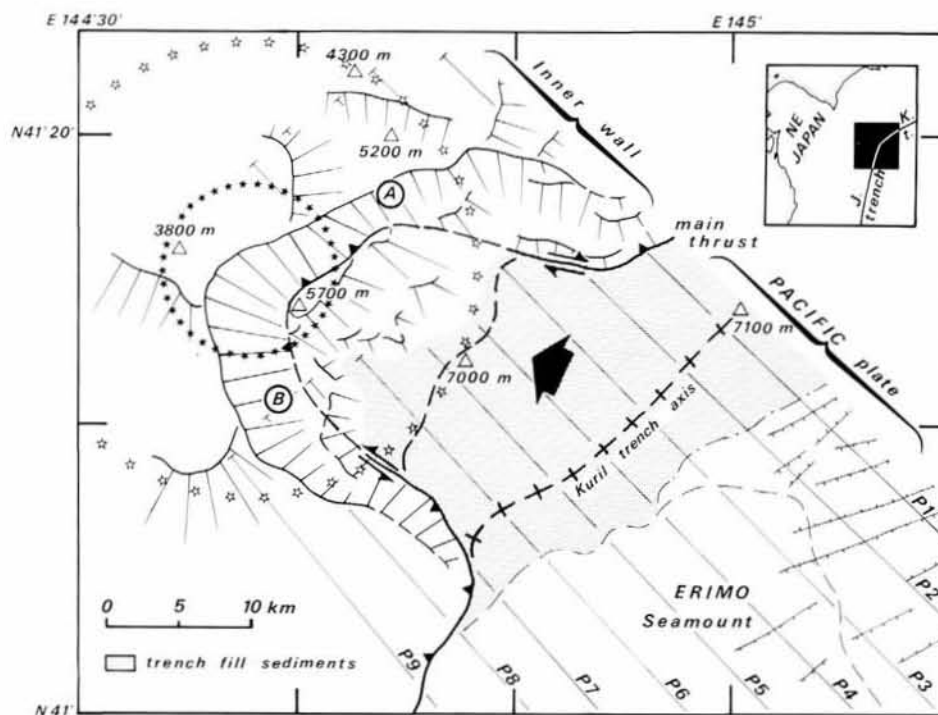 E 144°30'
E 145°
4300 m
Inner wall
N41°20'
5200 m
A
NE JAPAN
K. t.
J. trench
3800 m
main thrust
5700 m
PACIFIC plate
7100 m
7000 m
B
Kuril trench axis
P1
ERIMO
Seamount
P2
0 5 10 km
trench fill sediments
P9
P8
P7
P6
P5
P4
P3
N 41°